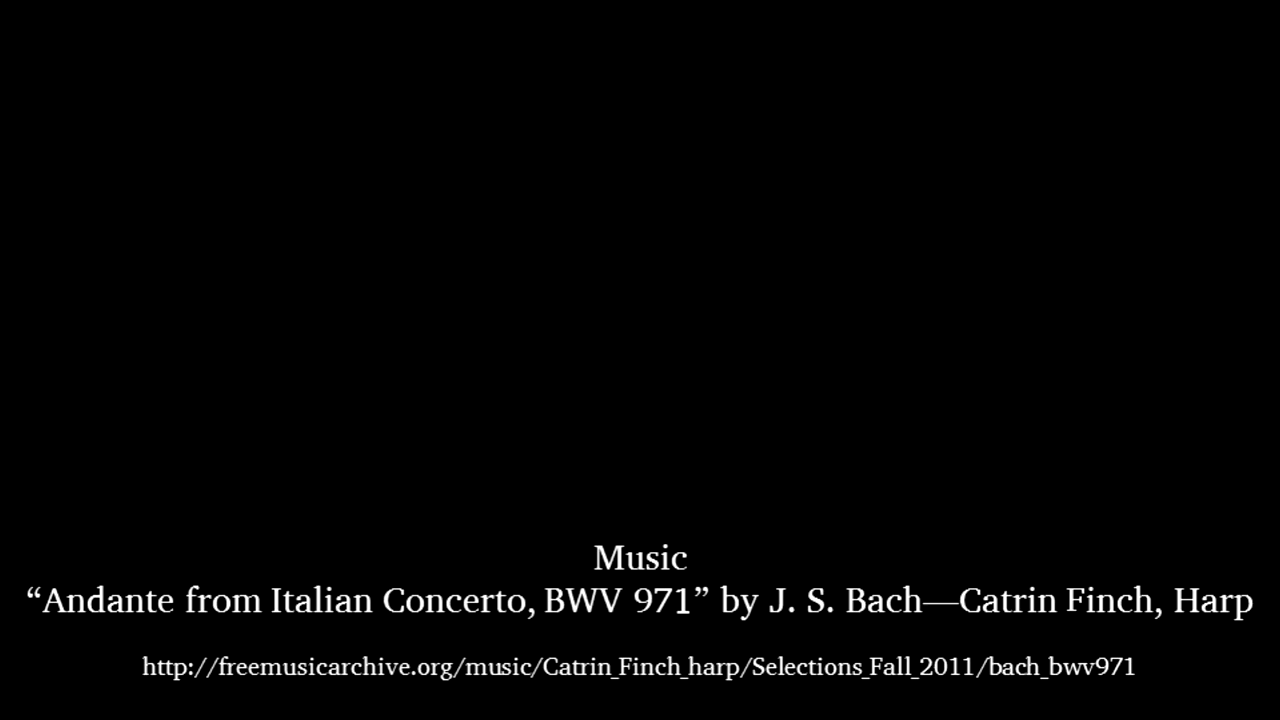 Music
“Andante from Italian Concerto, BWV 971” by J. S. Bach—Catrin Finch, Harp
http://freemusicarchive.org/music/Catrin_Finch_harp/Selections_Fall_2011/bach_bwv971